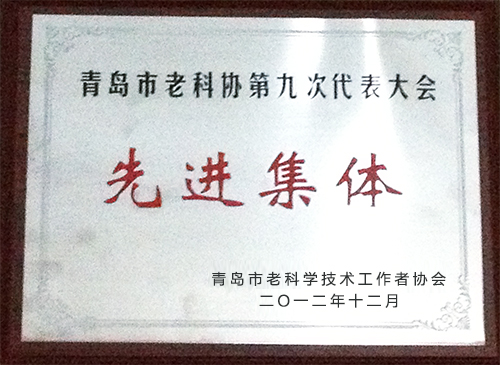 青岛市老科协第九次代表大会
先进集体
青岛市老科学技术工作者协会
二〇一二年十二月